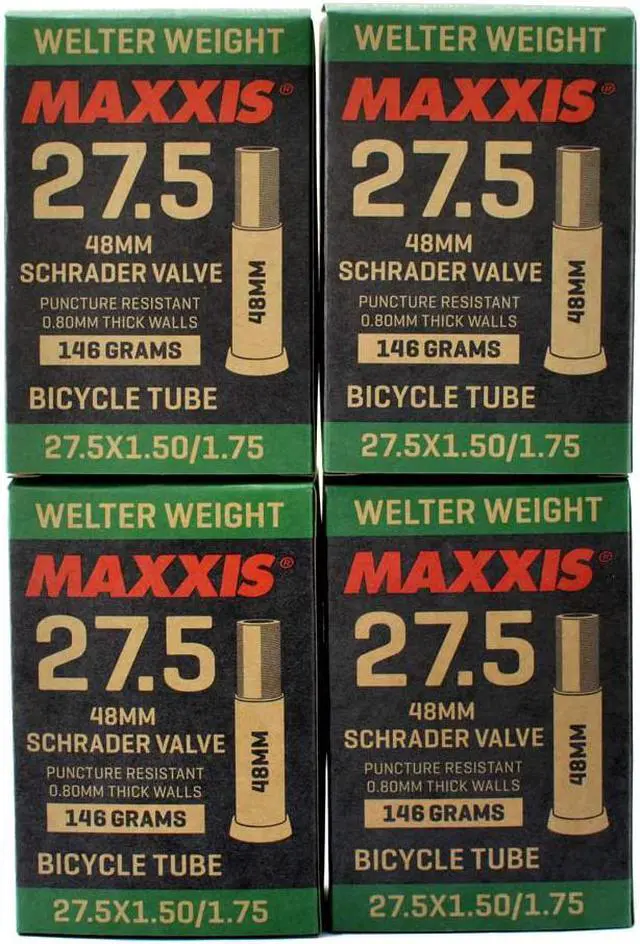 WELTER WEIGHT
MAXXIS®
27.5
48MM
SCHRADER VALVE
PUNCTURE RESISTANT
0.80MM THICK WALLS
146 GRAMS
48MM
BICYCLE TUBE
27.5X1.50/1.75
WELTER WEIGHT
MAXXIS®
27.5
48MM
SCHRADER VALVE
PUNCTURE RESISTANT
0.80MM THICK WALLS
146 GRAMS
48MM
BICYCLE TUBE
27.5X1.50/1.75
WELTER WEIGHT
MAXXIS®
27.5
48MM
SCHRADER VALVE
PUNCTURE RESISTANT
0.80MM THICK WALLS
146 GRAMS
48MM
BICYCLE TUBE
27.5X1.50/1.75
WELTER WEIGHT
MAXXIS®
27.5
48MM
SCHRADER VALVE
PUNCTURE RESISTANT
0.80MM THICK WALLS
146 GRAMS
48MM
BICYCLE TUBE
27.5X1.50/1.75